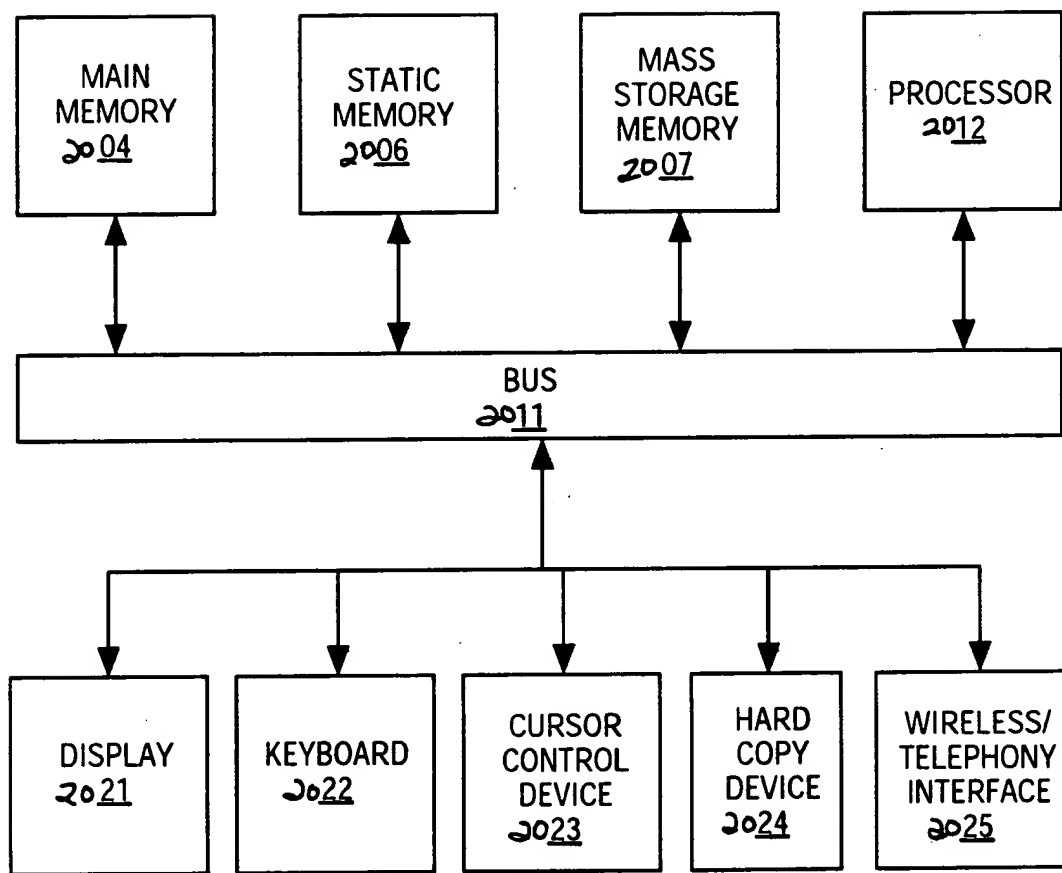 MAIN
MEMORY
2004
STATIC
MEMORY
2006
MASS
STORAGE
MEMORY
2007
PROCESSOR
2012
BUS
2011
DISPLAY
2021
KEYBOARD
2022
CURSOR
CONTROL
DEVICE
2023
HARD
COPY
DEVICE
2024
WIRELESS/
TELEPHONY
INTERFACE
2025